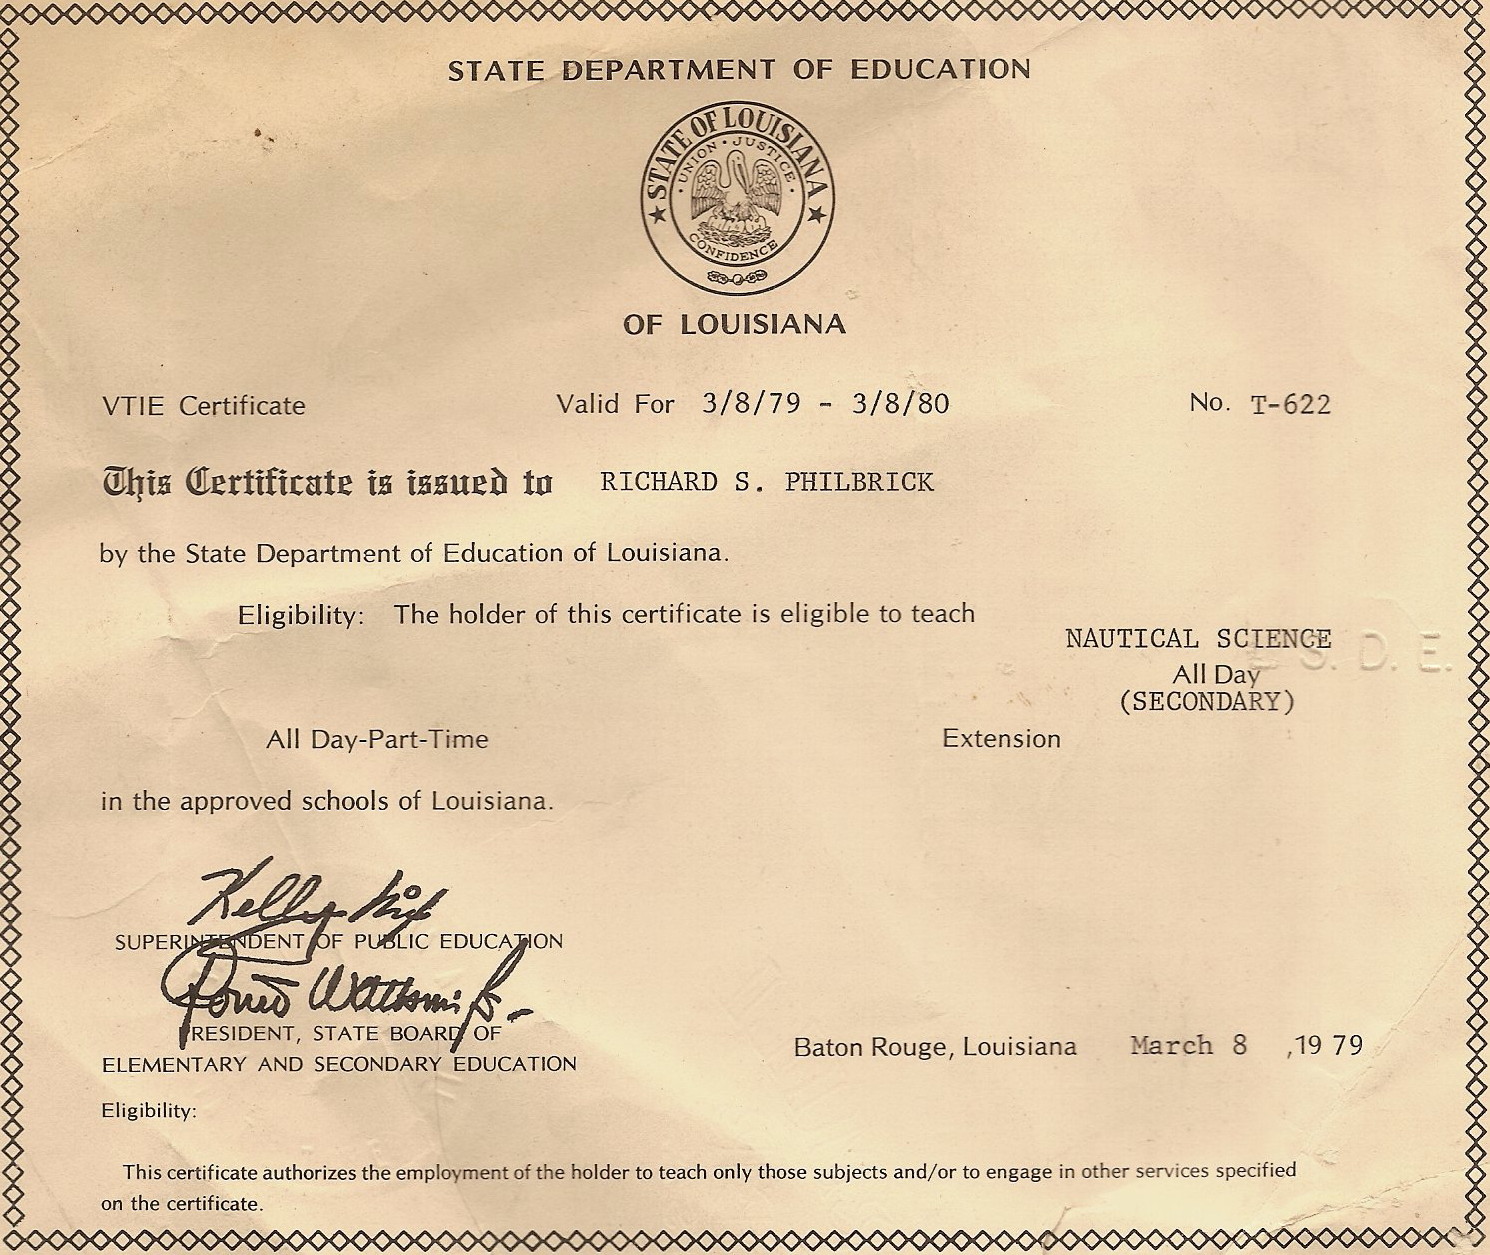 STATE DEPARTMENT OF EDUCATION
STATE OF LOUISIANA
UNION · JUSTICE
CONFIDENCE
OF LOUISIANA
VTIE Certificate Valid For 3/8/79 - 3/8/80 No. T-622
This Certificate is issued to RICHARD S. PHILBRICK
by the State Department of Education of Louisiana.
Eligibility: The holder of this certificate is eligible to teach
NAUTICAL SCIENCE
S. D. E.
All Day
(SECONDARY)
All Day-Part-Time Extension
in the approved schools of Louisiana.
Kelly Nix
SUPERINTENDENT OF PUBLIC EDUCATION
PRESIDENT, STATE BOARD OF
ELEMENTARY AND SECONDARY EDUCATION
Baton Rouge, Louisiana March 8 ,19 79
Eligibility:
This certificate authorizes the employment of the holder to teach only those subjects and/or to engage in other services specified
on the certificate.